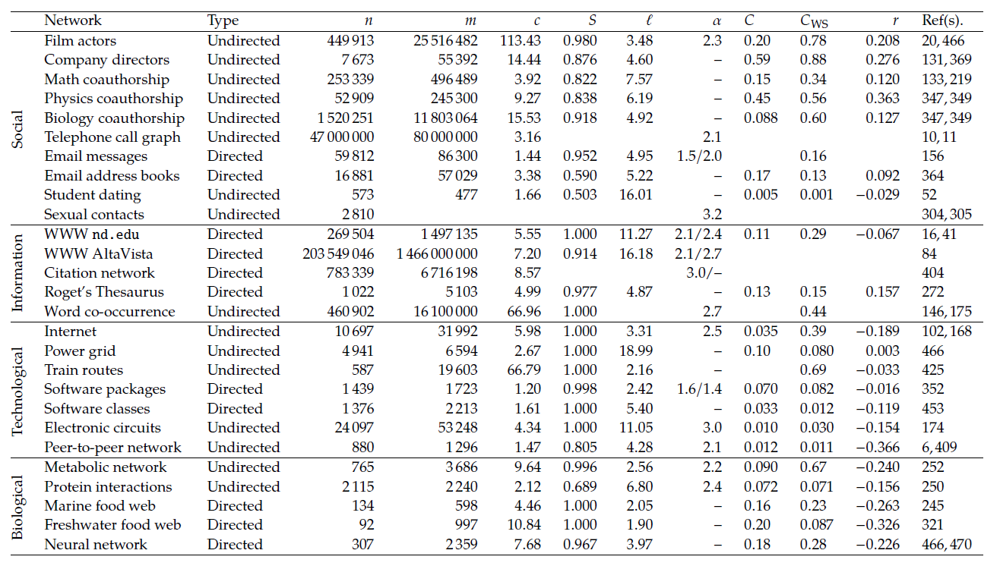 Network Type n m c S ℓ α C C_WS r Ref(s).
Social
Film actors Undirected 449 913 25 516 482 113.43 0.980 3.48 2.3 0.20 0.78 0.208 20, 466
Company directors Undirected 7 673 55 392 14.44 0.876 4.60 – 0.59 0.88 0.276 131, 369
Math coauthorship Undirected 253 339 496 489 3.92 0.822 7.57 – 0.15 0.34 0.120 133, 219
Physics coauthorship Undirected 52 909 245 300 9.27 0.838 6.19 – 0.45 0.56 0.363 347, 349
Biology coauthorship Undirected 1 520 251 11 803 064 15.53 0.918 4.92 – 0.088 0.60 0.127 347, 349
Telephone call graph Undirected 47 000 000 80 000 000 3.16 2.1 10, 11
Email messages Directed 59 812 86 300 1.44 0.952 4.95 1.5/2.0 0.16 156
Email address books Directed 16 881 57 029 3.38 0.590 5.22 – 0.17 0.13 0.092 364
Student dating Undirected 573 477 1.66 0.503 16.01 – 0.005 0.001 −0.029 52
Sexual contacts Undirected 2 810 3.2 304, 305
Information
WWW nd.edu Directed 269 504 1 497 135 5.55 1.000 11.27 2.1/2.4 0.11 0.29 −0.067 16, 41
WWW AltaVista Directed 203 549 046 1 466 000 000 7.20 0.914 16.18 2.1/2.7 84
Citation network Directed 783 339 6 716 198 8.57 3.0/– 404
Roget's Thesaurus Directed 1 022 5 103 4.99 0.977 4.87 – 0.13 0.15 0.157 272
Word co-occurrence Undirected 460 902 16 100 000 66.96 1.000 2.7 0.44 146, 175
Technological
Internet Undirected 10 697 31 992 5.98 1.000 3.31 2.5 0.035 0.39 −0.189 102, 168
Power grid Undirected 4 941 6 594 2.67 1.000 18.99 – 0.10 0.080 0.003 466
Train routes Undirected 587 19 603 66.79 1.000 2.16 – 0.69 −0.033 425
Software packages Directed 1 439 1 723 1.20 0.998 2.42 1.6/1.4 0.070 0.082 −0.016 352
Software classes Directed 1 376 2 213 1.61 1.000 5.40 – 0.033 0.012 −0.119 453
Electronic circuits Undirected 24 097 53 248 4.34 1.000 11.05 3.0 0.010 0.030 −0.154 174
Peer-to-peer network Undirected 880 1 296 1.47 0.805 4.28 2.1 0.012 0.011 −0.366 6, 409
Biological
Metabolic network Undirected 765 3 686 9.64 0.996 2.56 2.2 0.090 0.67 −0.240 252
Protein interactions Undirected 2 115 2 240 2.12 0.689 6.80 2.4 0.072 0.071 −0.156 250
Marine food web Directed 134 598 4.46 1.000 2.05 – 0.16 0.23 −0.263 245
Freshwater food web Directed 92 997 10.84 1.000 1.90 – 0.20 0.087 −0.326 321
Neural network Directed 307 2 359 7.68 0.967 3.97 – 0.18 0.28 −0.226 466, 470